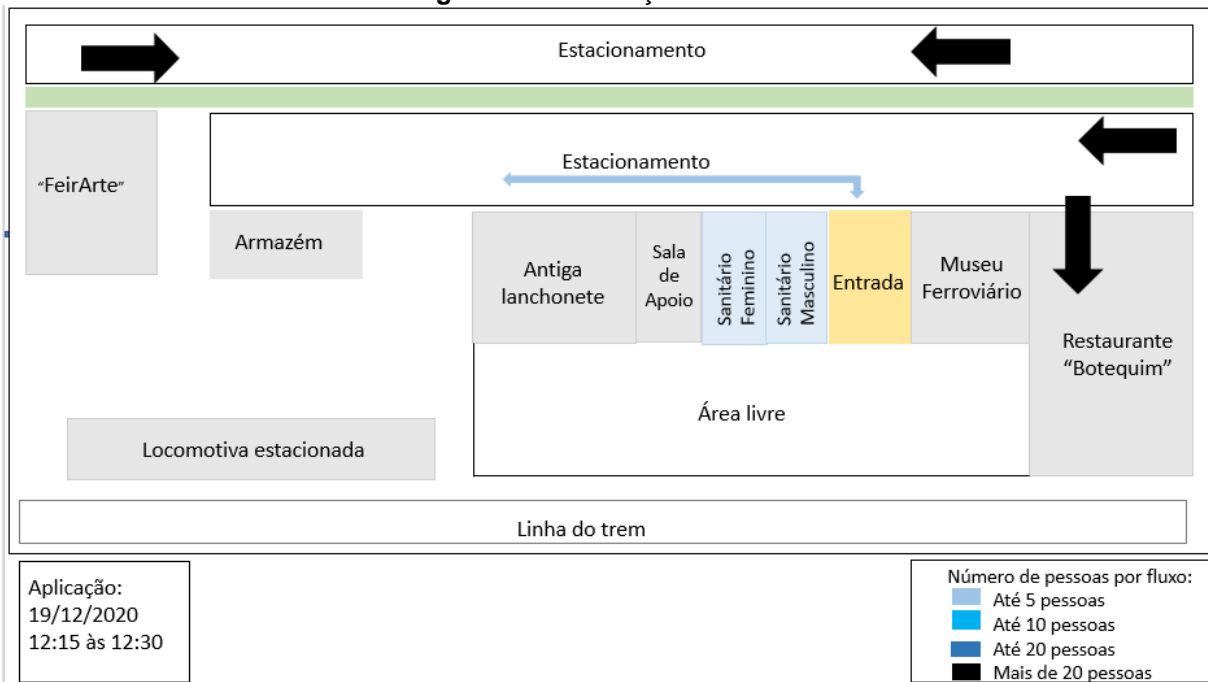 Estacionamento
"FeirArte"
Estacionamento
Armazém
Antiga
lanchonete
Sala
de
Apoio
Sanitário
Feminino
Sanitário
Masculino
Entrada
Museu
Ferroviário
Restaurante
"Botequim"
Área livre
Locomotiva estacionada
Linha do trem
Aplicação:
19/12/2020
12:15 às 12:30
Número de pessoas por fluxo:
Até 5 pessoas
Até 10 pessoas
Até 20 pessoas
Mais de 20 pessoas